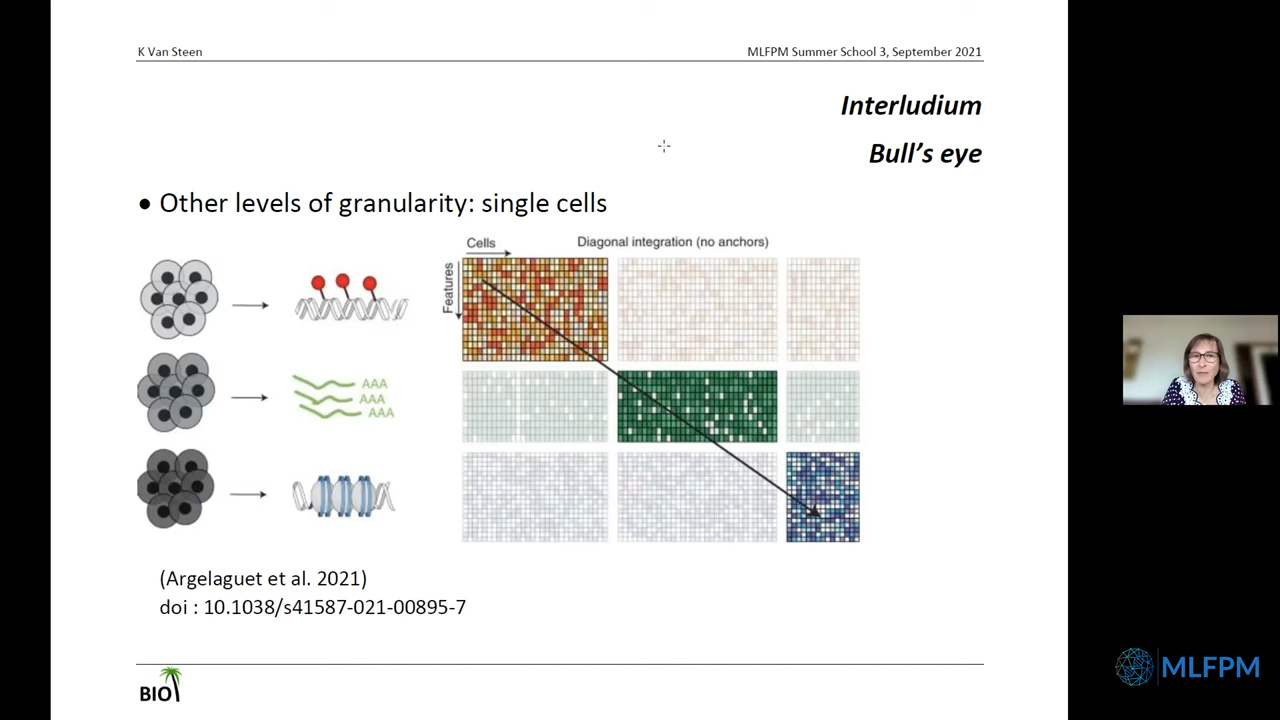 K Van Steen
MLFPM Summer School 3, September 2021
Interludium
Bull's eye
● Other levels of granularity: single cells
Cells
Diagonal integration (no anchors)
Features
AAA
AAA
AAA
(Argelaguet et al. 2021)
doi : 10.1038/s41587-021-00895-7
BIO
MLFPM